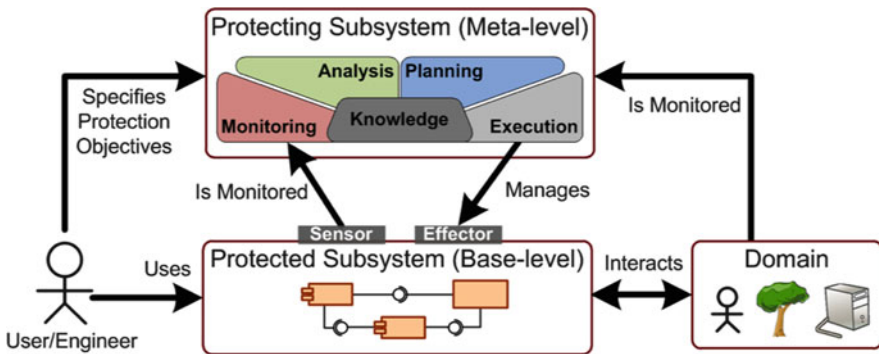 Protecting Subsystem (Meta-level)
Analysis
Planning
Monitoring
Knowledge
Execution
Specifies
Protection
Objectives
Is Monitored
Is Monitored
Manages
Sensor
Effector
Protected Subsystem (Base-level)
Uses
Interacts
Domain
User/Engineer